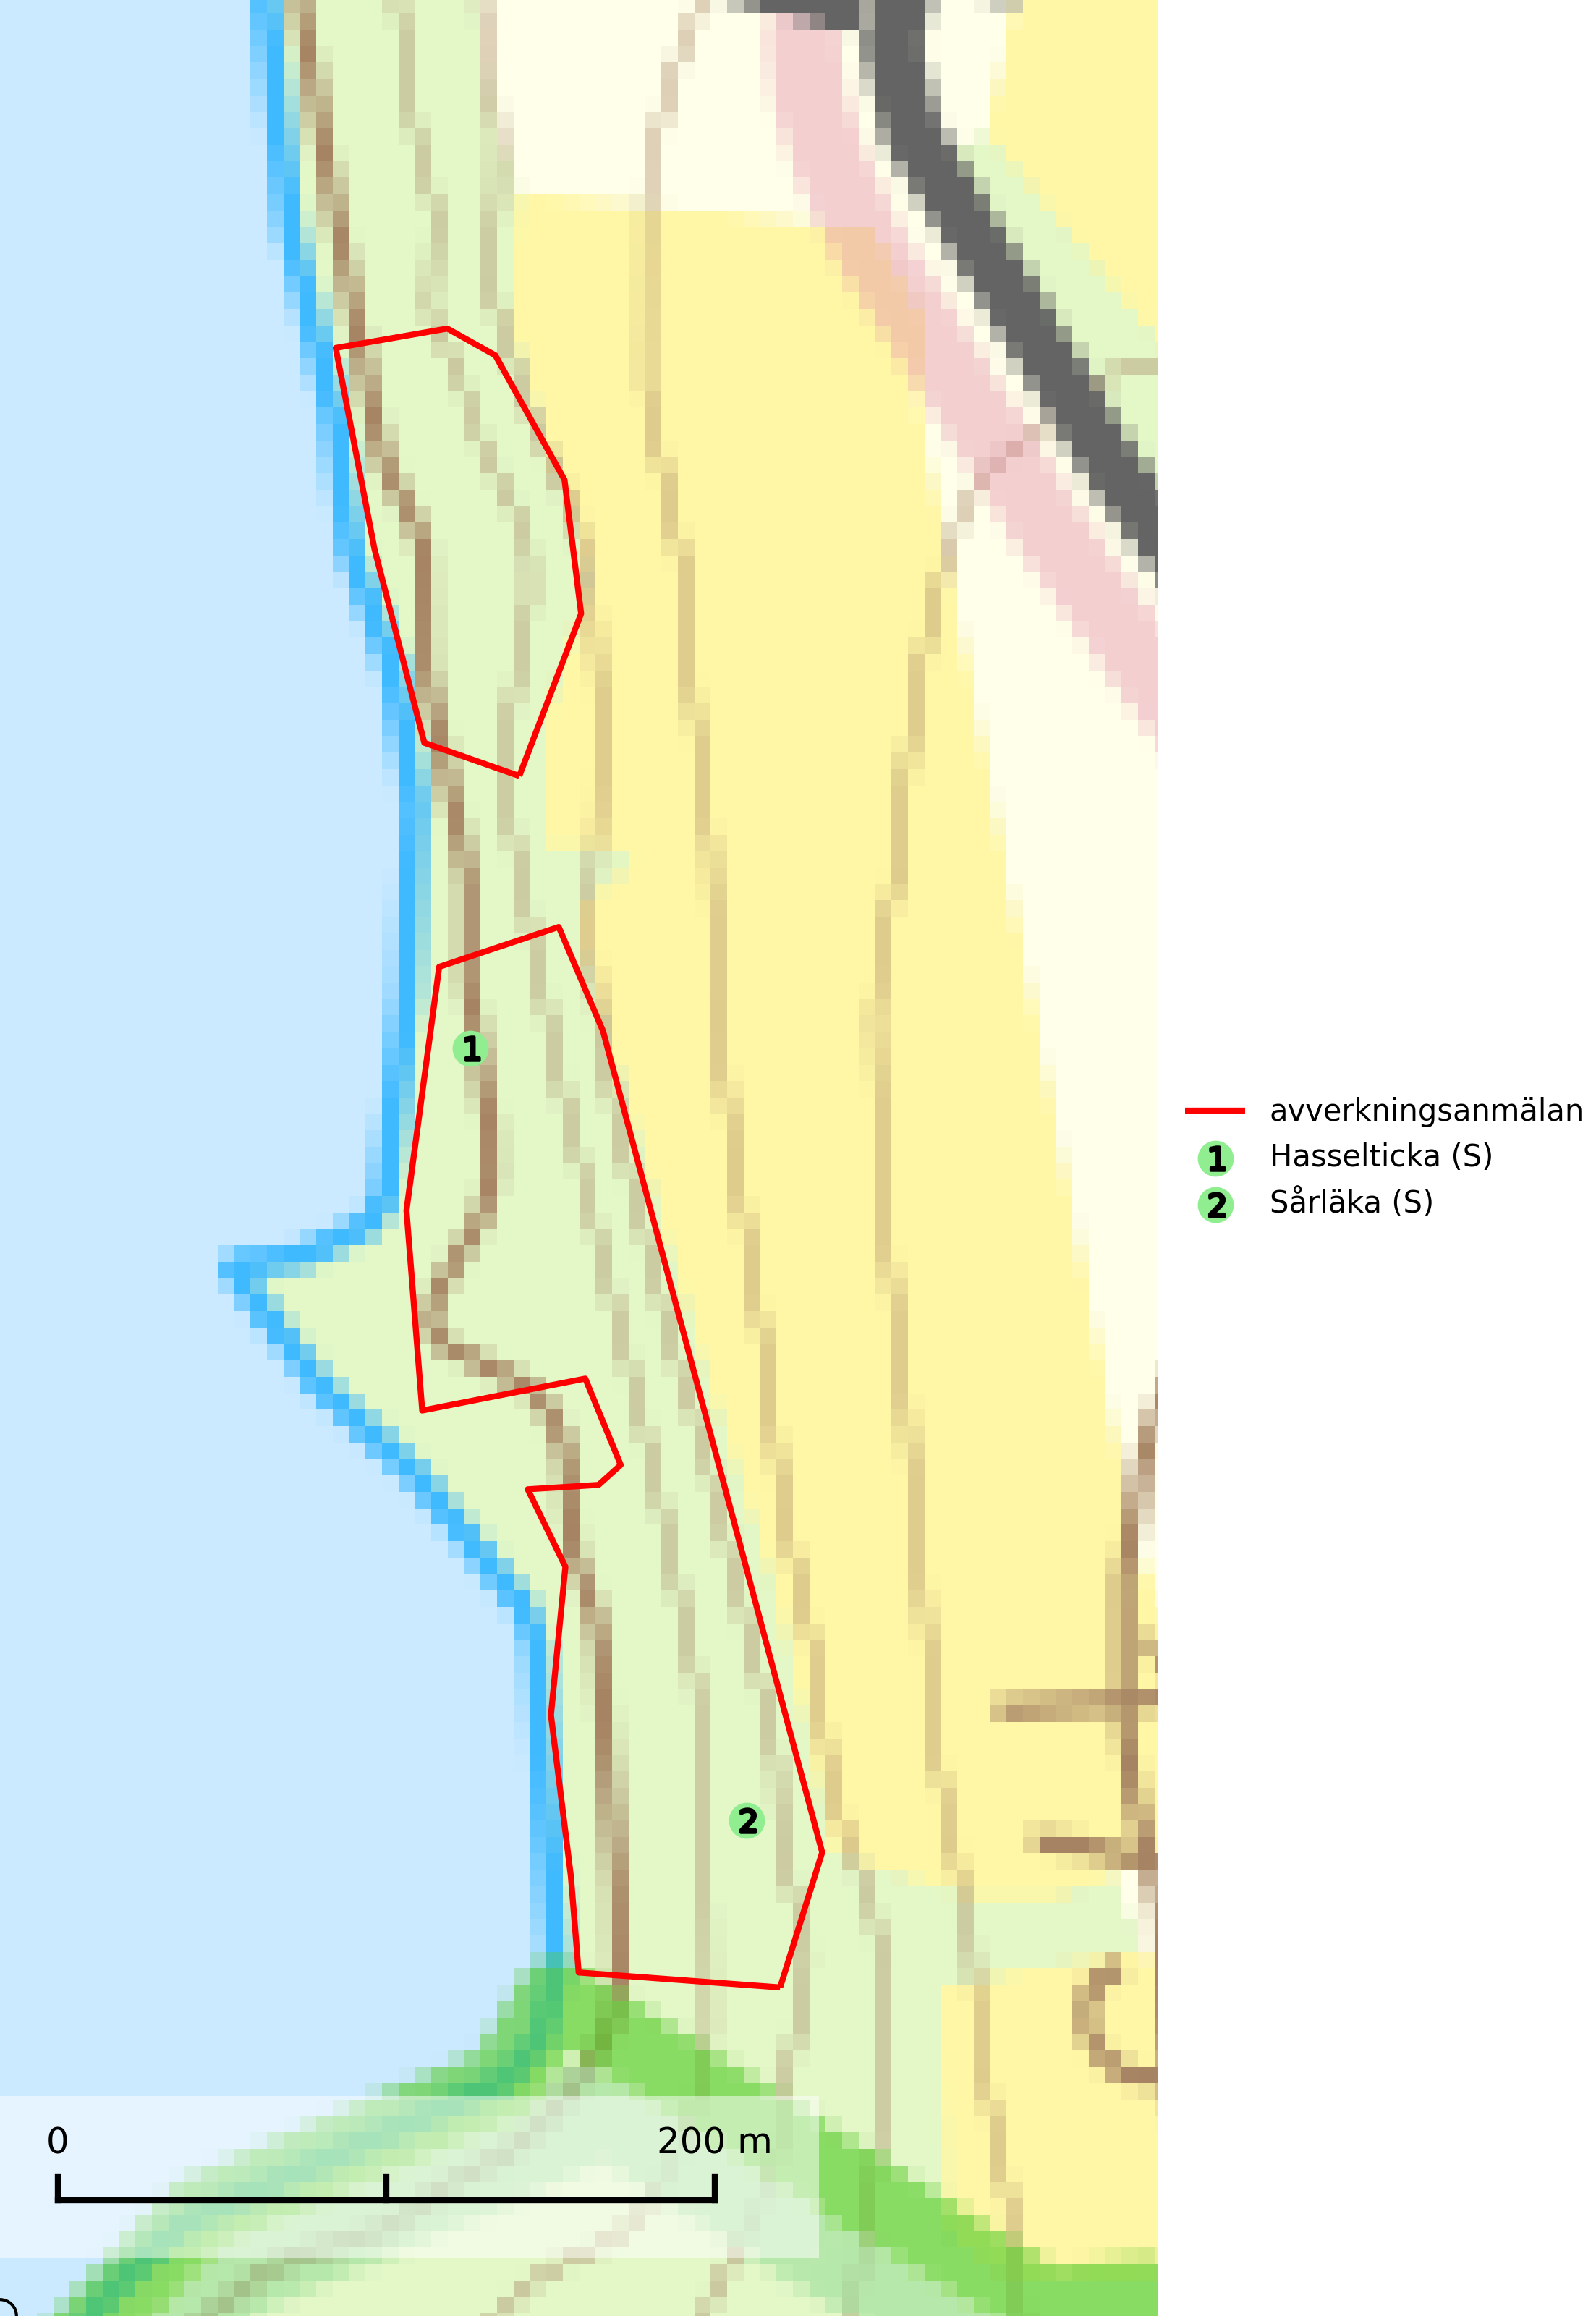 1
avverkningsanmälan
1 Hasselticka (S)
2 Sårläka (S)
2
0 200 m